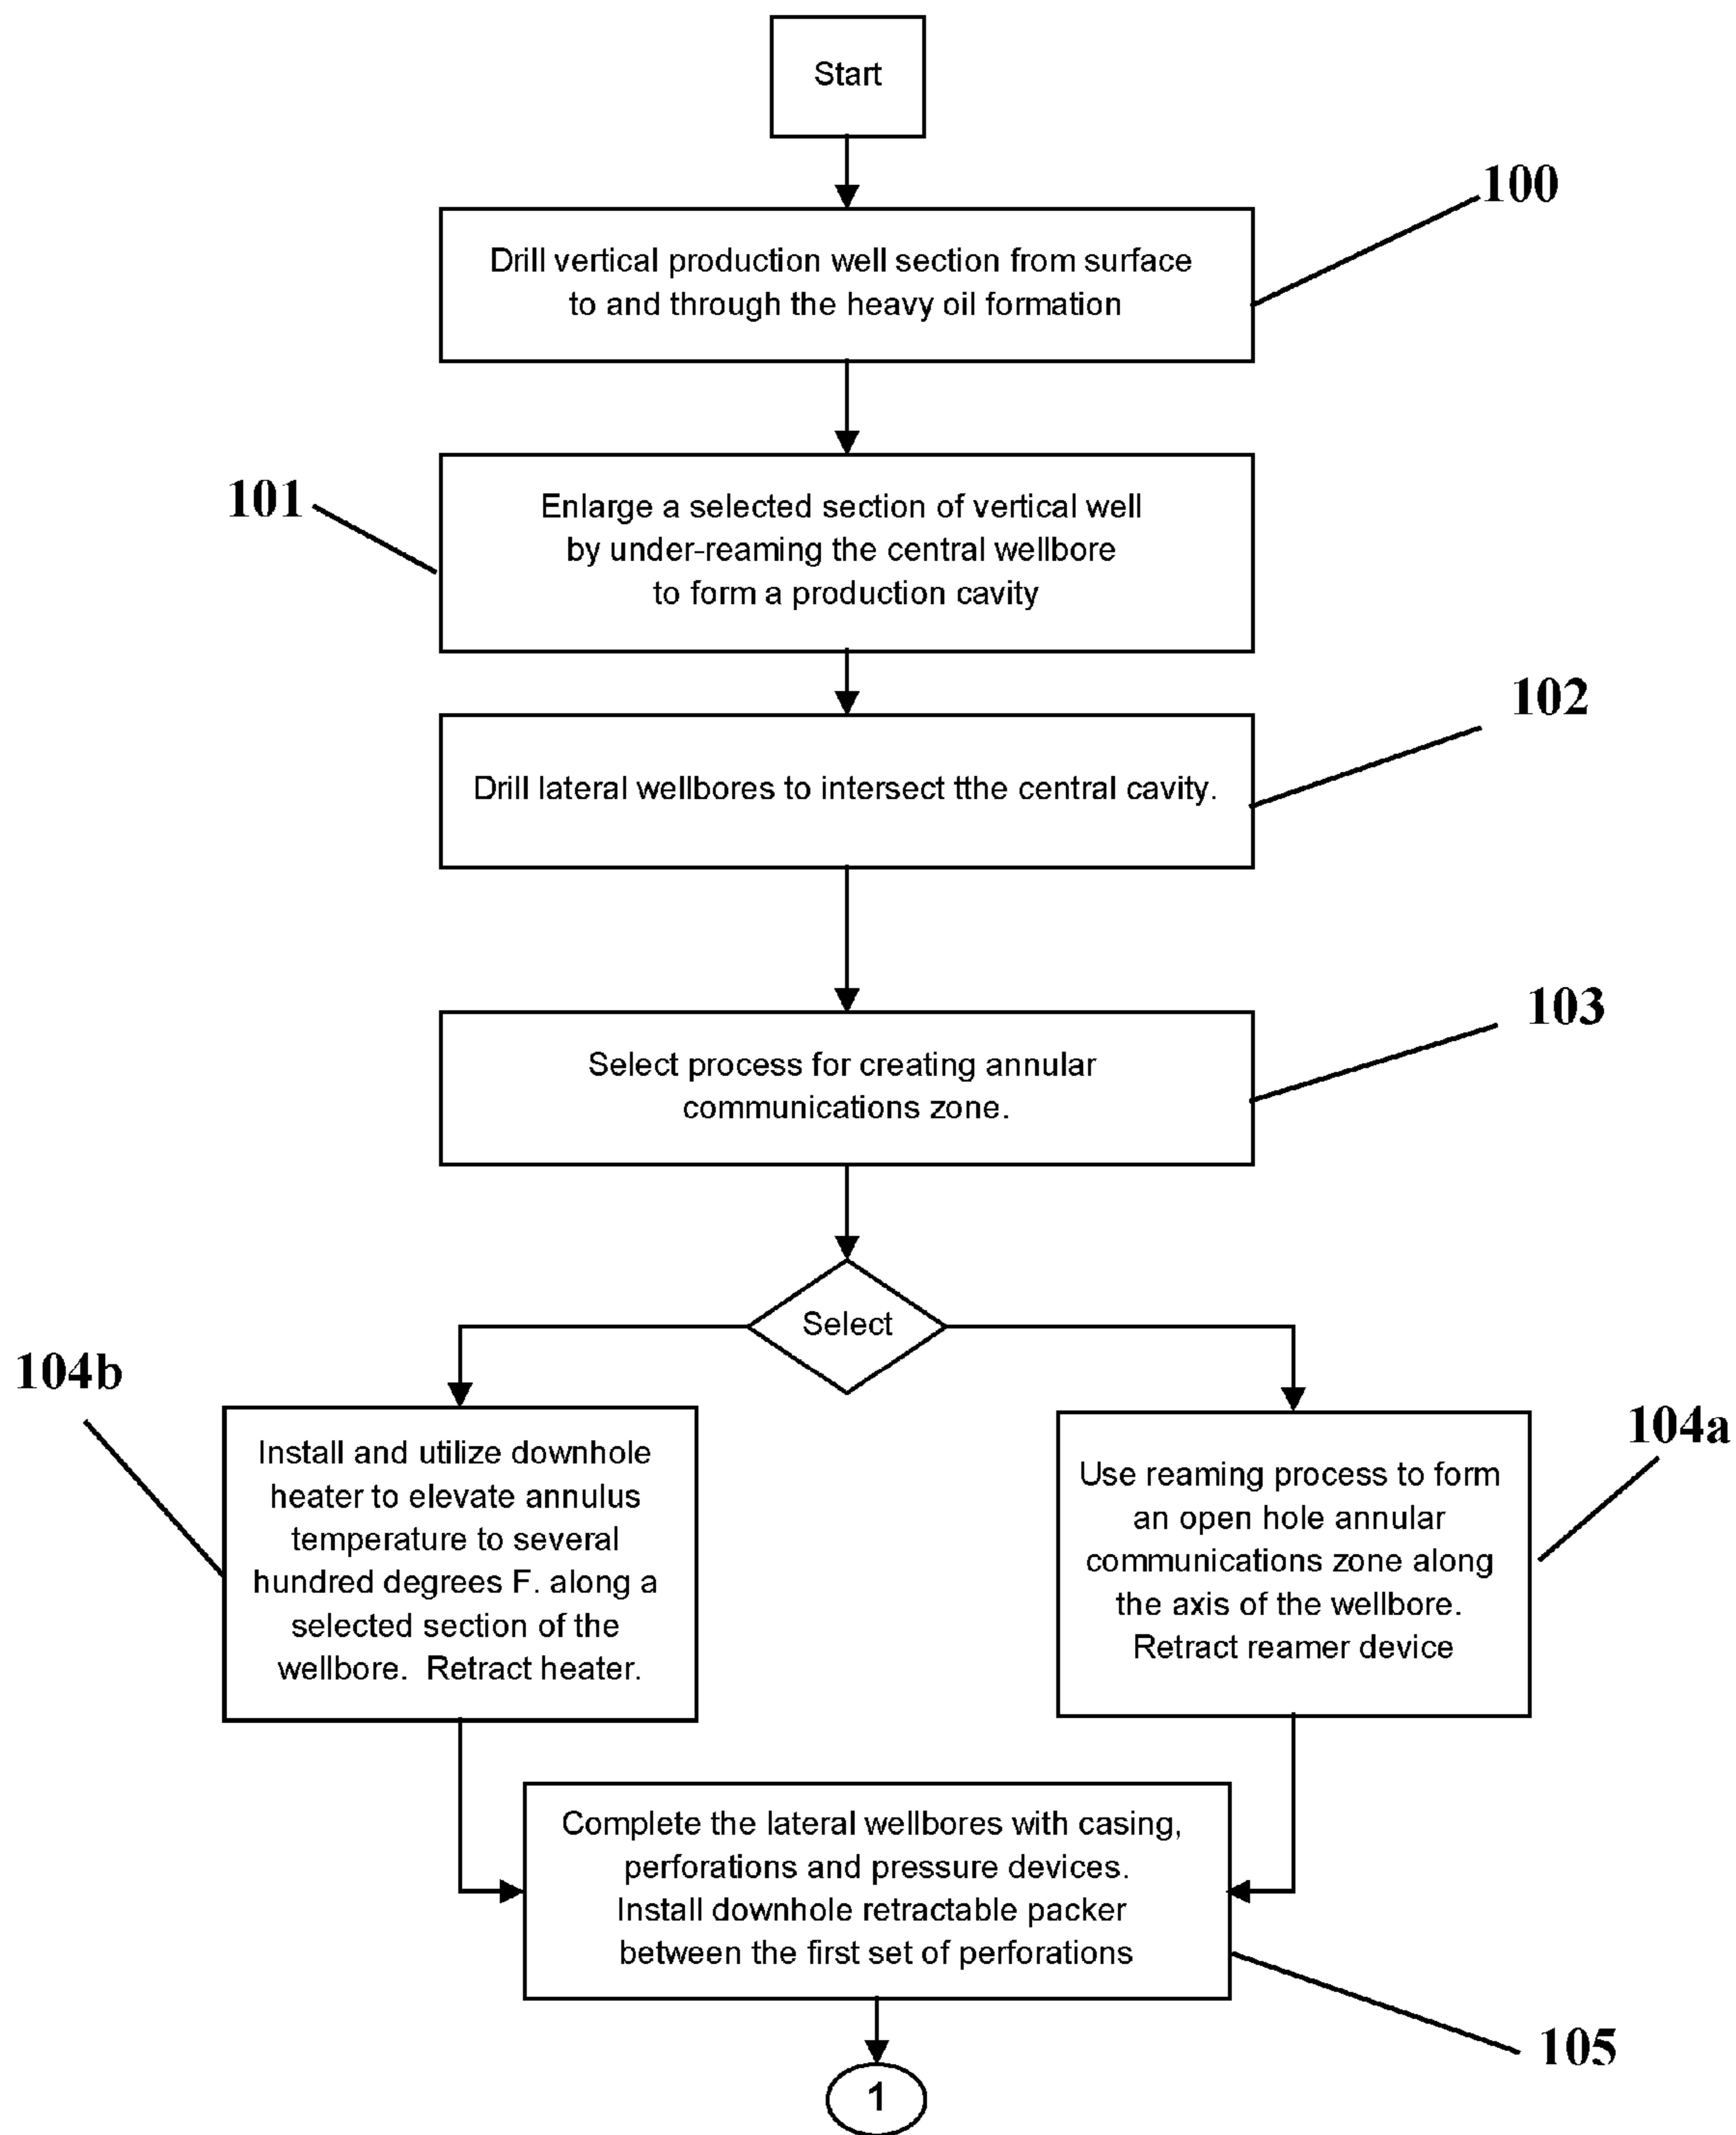 Start
100
Drill vertical production well section from surface
to and through the heavy oil formation
101
Enlarge a selected section of vertical well
by under-reaming the central wellbore
to form a production cavity
102
Drill lateral wellbores to intersect tthe central cavity.
103
Select process for creating annular
communications zone.
Select
104b
Install and utilize downhole
heater to elevate annulus
temperature to several
hundred degrees F. along a
selected section of the
wellbore.  Retract heater.
104a
Use reaming process to form
an open hole annular
communications zone along
the axis of the wellbore.
Retract reamer device
Complete the lateral wellbores with casing,
perforations and pressure devices.
Install downhole retractable packer
between the first set of perforations
105
1